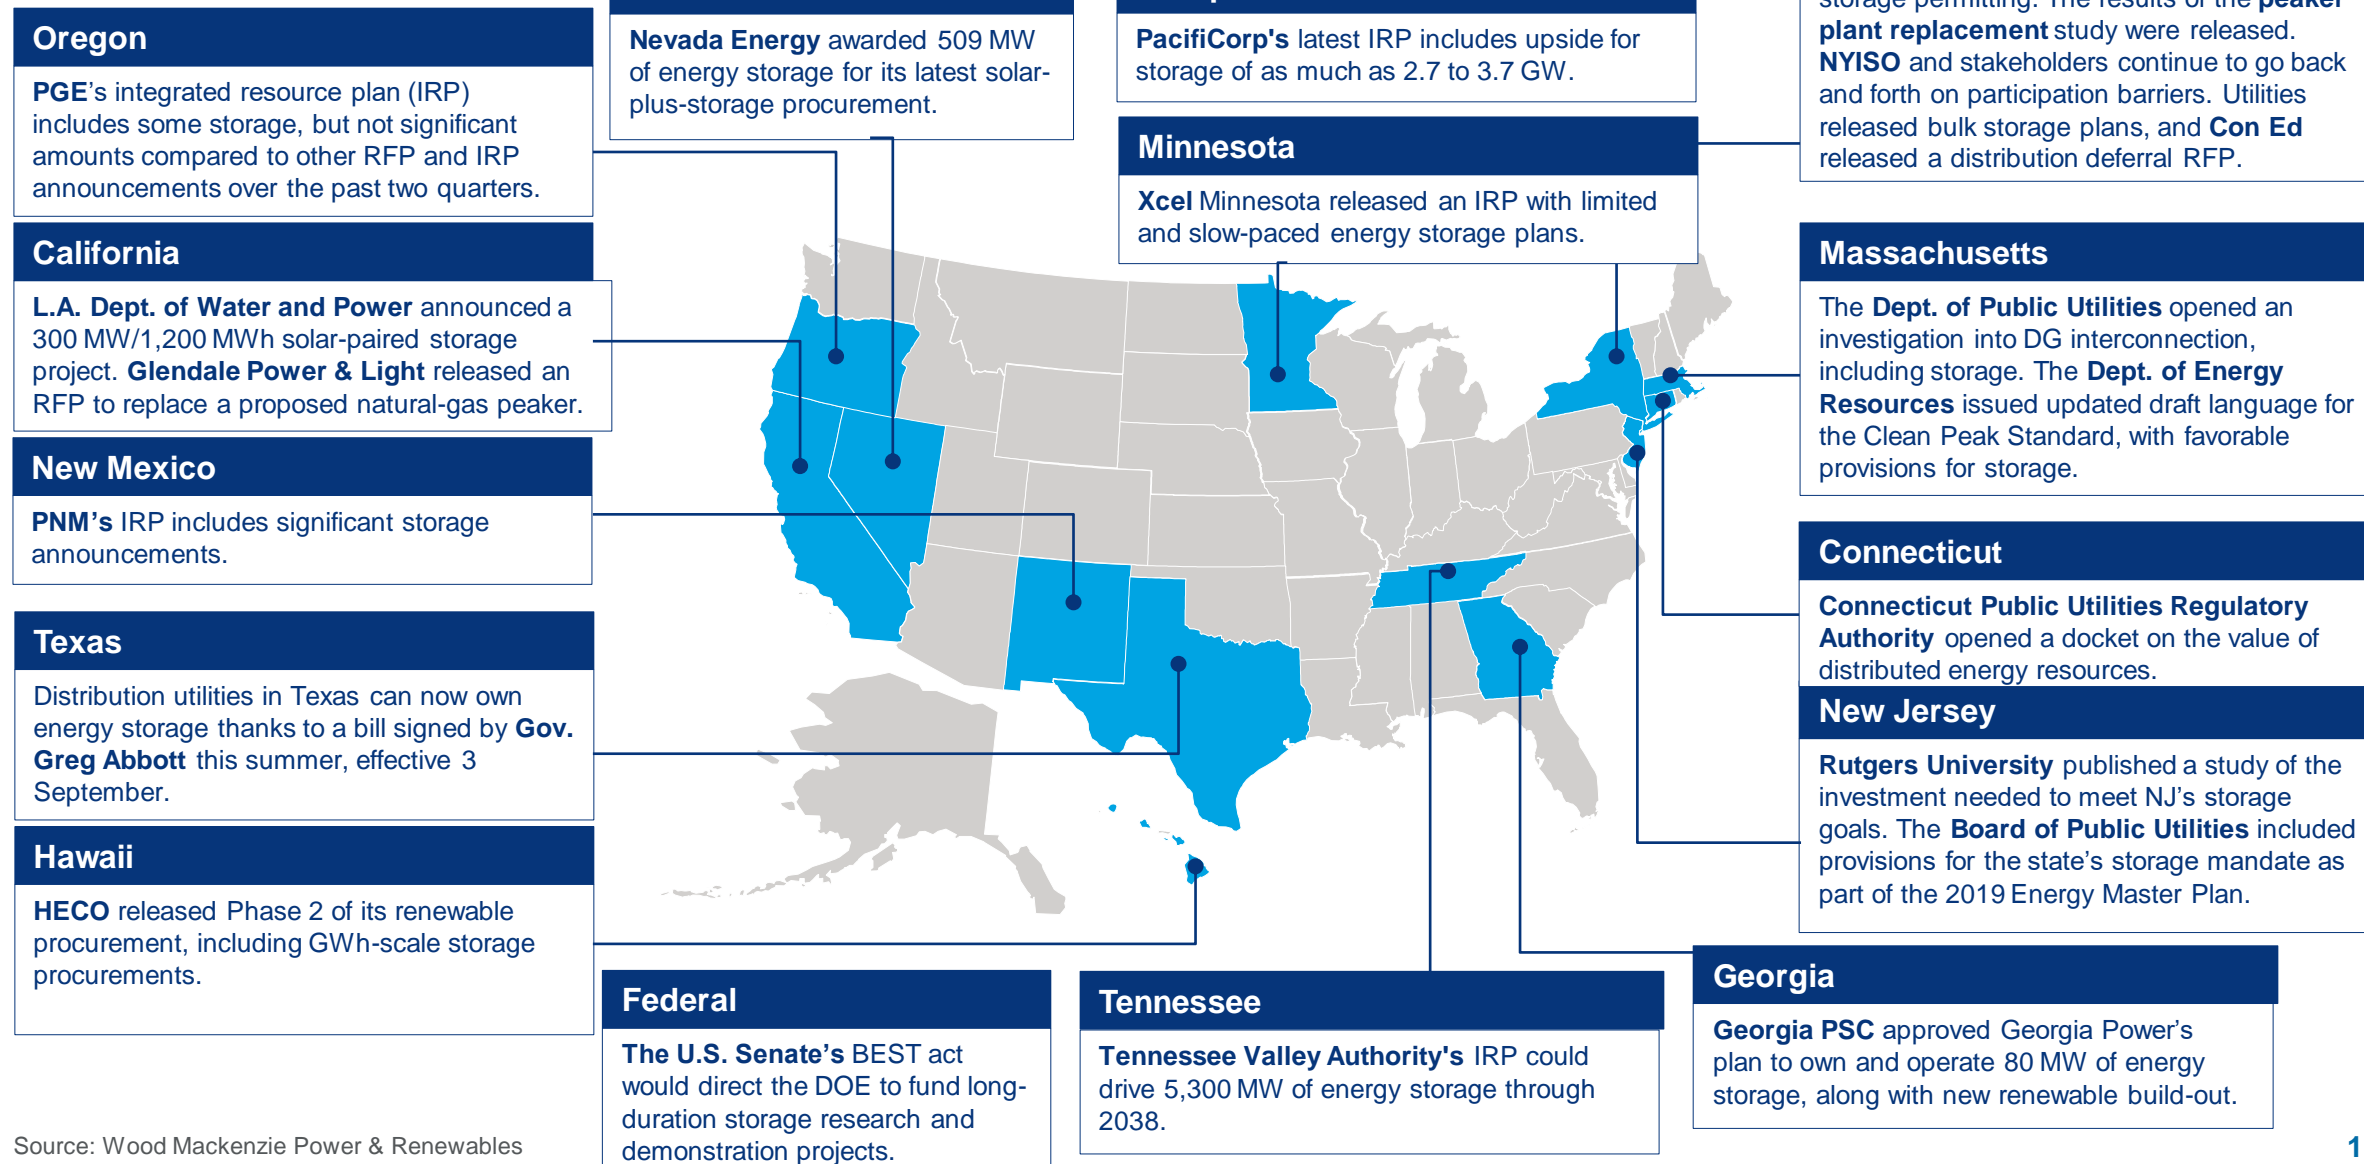 Oregon
PGE's integrated resource plan (IRP)
includes some storage, but not significant
amounts compared to other RFP and IRP
announcements over the past two quarters.
California
L.A. Dept. of Water and Power announced a
300 MW/1,200 MWh solar-paired storage
project. Glendale Power & Light released an
RFP to replace a proposed natural-gas peaker.
New Mexico
PNM's IRP includes significant storage
announcements.
Texas
Distribution utilities in Texas can now own
energy storage thanks to a bill signed by Gov.
Greg Abbott this summer, effective 3
September.
Hawaii
HECO released Phase 2 of its renewable
procurement, including GWh-scale storage
procurements.
Nevada Energy awarded 509 MW
of energy storage for its latest solar-
plus-storage procurement.
PacifiCorp's latest IRP includes upside for
storage of as much as 2.7 to 3.7 GW.
Minnesota
Xcel Minnesota released an IRP with limited
and slow-paced energy storage plans.
storage permitting. The results of the peaker
plant replacement study were released.
NYISO and stakeholders continue to go back
and forth on participation barriers. Utilities
released bulk storage plans, and Con Ed
released a distribution deferral RFP.
Massachusetts
The Dept. of Public Utilities opened an
investigation into DG interconnection,
including storage. The Dept. of Energy
Resources issued updated draft language for
the Clean Peak Standard, with favorable
provisions for storage.
Connecticut
Connecticut Public Utilities Regulatory
Authority opened a docket on the value of
distributed energy resources.
New Jersey
Rutgers University published a study of the
investment needed to meet NJ's storage
goals. The Board of Public Utilities included
provisions for the state's storage mandate as
part of the 2019 Energy Master Plan.
Federal
The U.S. Senate's BEST act
would direct the DOE to fund long-
duration storage research and
demonstration projects.
Tennessee
Tennessee Valley Authority's IRP could
drive 5,300 MW of energy storage through
2038.
Georgia
Georgia PSC approved Georgia Power's
plan to own and operate 80 MW of energy
storage, along with new renewable build-out.
Source: Wood Mackenzie Power & Renewables
1